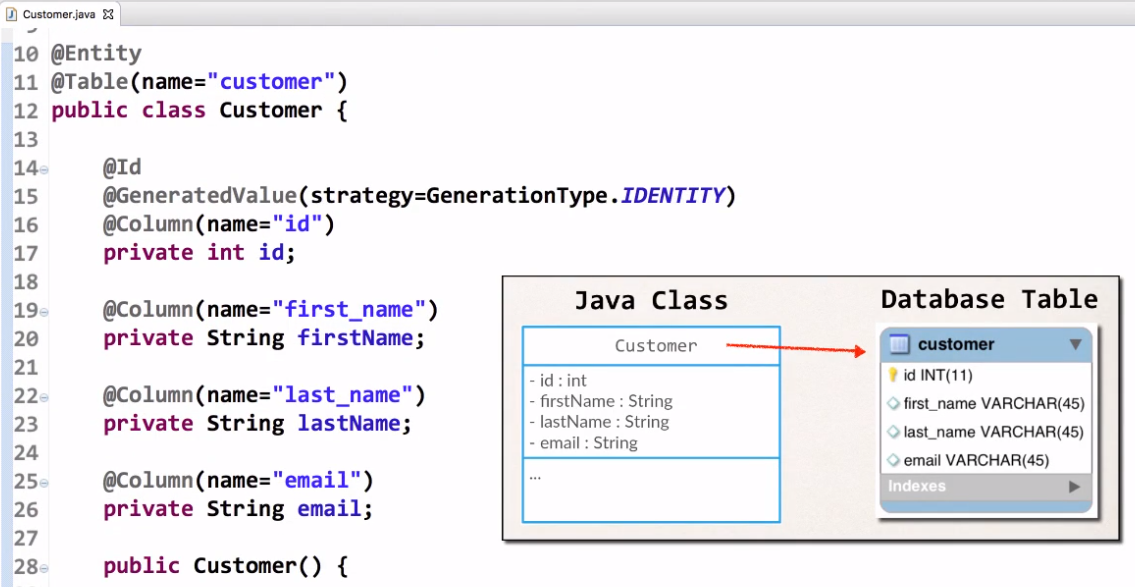 Customer.java
10 @Entity
11 @Table(name="customer")
12 public class Customer {
13
14 @Id
15 @GeneratedValue(strategy=GenerationType.IDENTITY)
16 @Column(name="id")
17 private int id;
18
19 @Column(name="first_name")
20 private String firstName;
21
22 @Column(name="last_name")
23 private String lastName;
24
25 @Column(name="email")
26 private String email;
27
28 public Customer() {
Java Class
Customer
- id : int
- firstName : String
- lastName : String
- email : String
...
Database Table
customer
id INT(11)
first_name VARCHAR(45)
last_name VARCHAR(45)
email VARCHAR(45)
Indexes